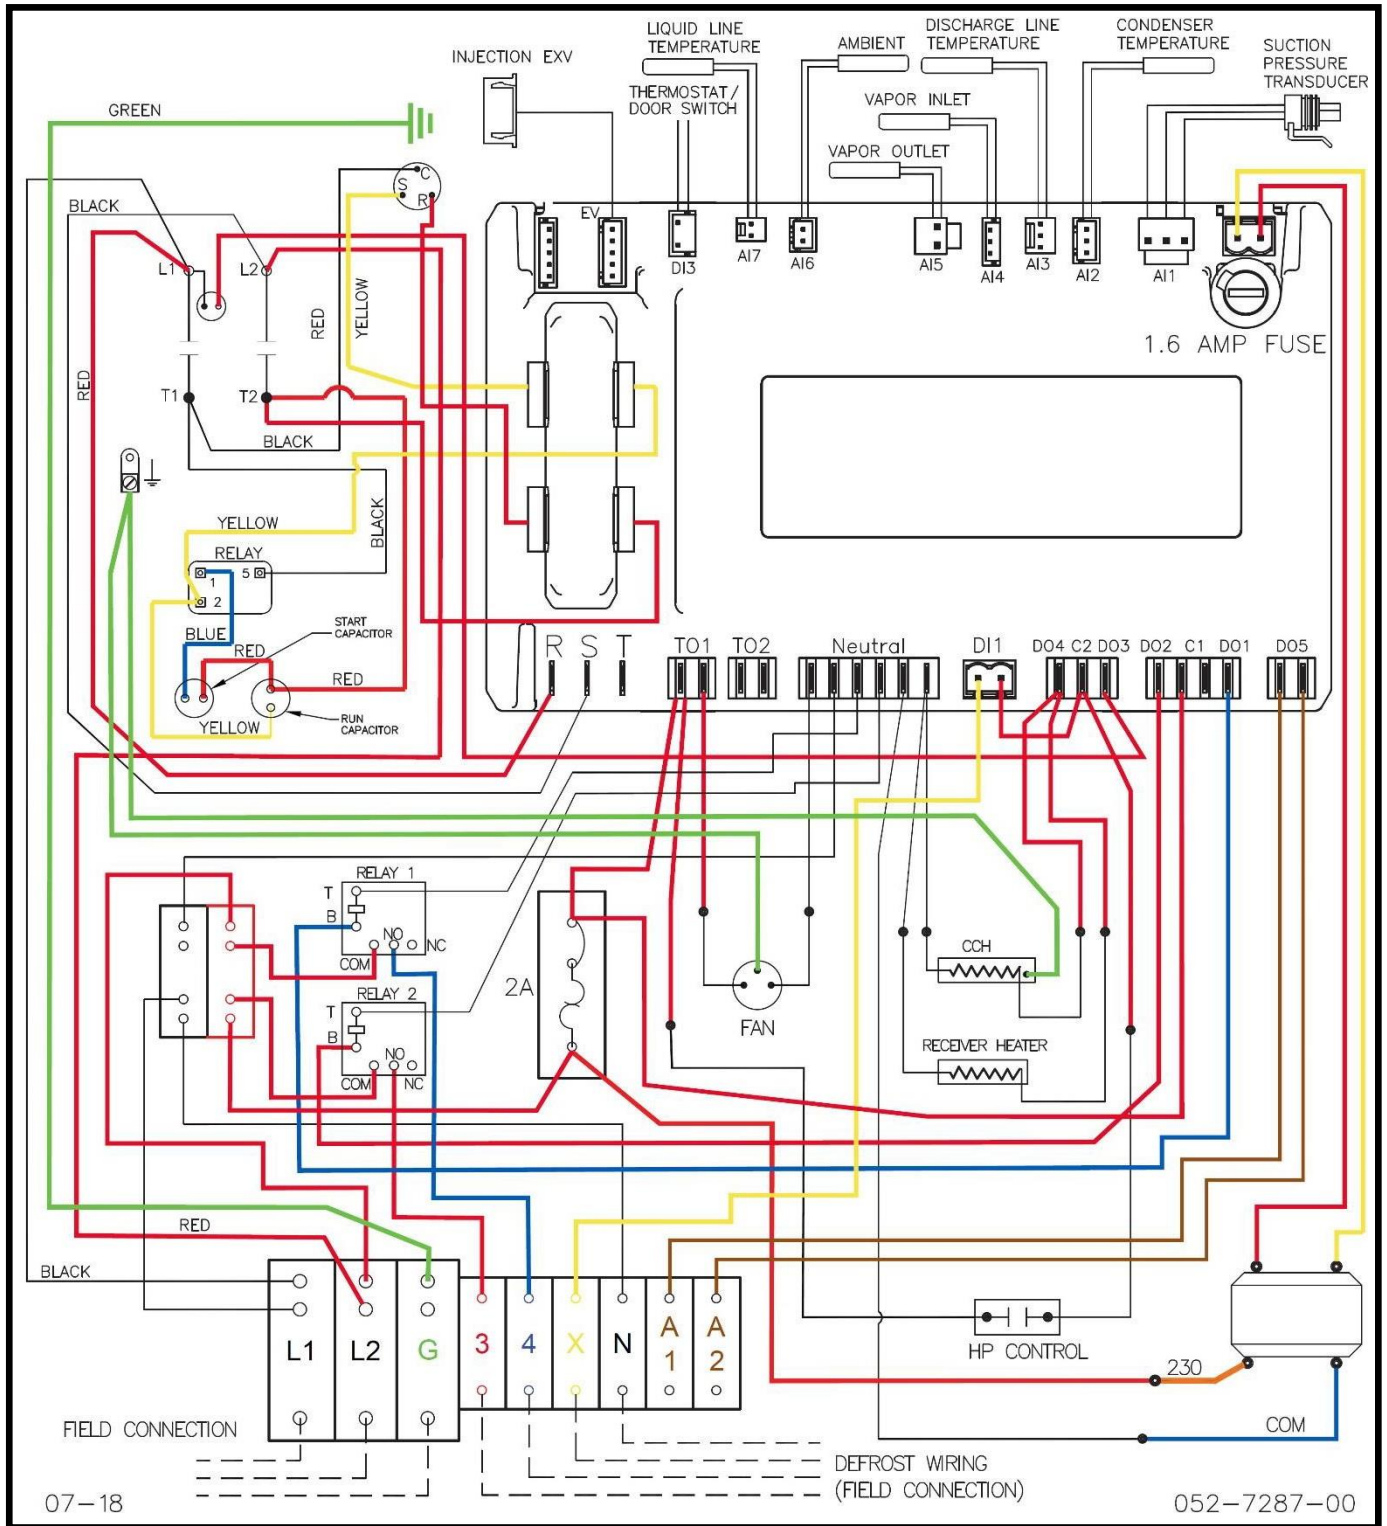 LIQUID LINE
TEMPERATURE
DISCHARGE LINE
TEMPERATURE
CONDENSER
TEMPERATURE
AMBIENT
SUCTION
PRESSURE
TRANSDUCER
INJECTION EXV
THERMOSTAT/
DOOR SWITCH
VAPOR INLET
VAPOR OUTLET
GREEN
C
S
R
BLACK
EV
DI3
AI7
AI6
AI5
AI4
AI3
AI2
AI1
L1
L2
RED
YELLOW
1.6 AMP FUSE
RED
T1
T2
BLACK
BLACK
YELLOW
RELAY
1
5
2
START
CAPACITOR
BLUE
RED
RED
YELLOW
RUN
CAPACITOR
R S T
TO1
TO2
Neutral
DI1
DO4 C2 DO3
DO2 C1 DO1
DO5
RELAY 1
T
B
NO
NC
COM
RELAY 2
T
B
NO
NC
COM
2A
FAN
CCH
RECEIVER HEATER
RED
BLACK
L1
L2
G
3
4
X
N
A
1
A
2
HP CONTROL
230
COM
FIELD CONNECTION
DEFROST WIRING
(FIELD CONNECTION)
07-18
052-7287-00